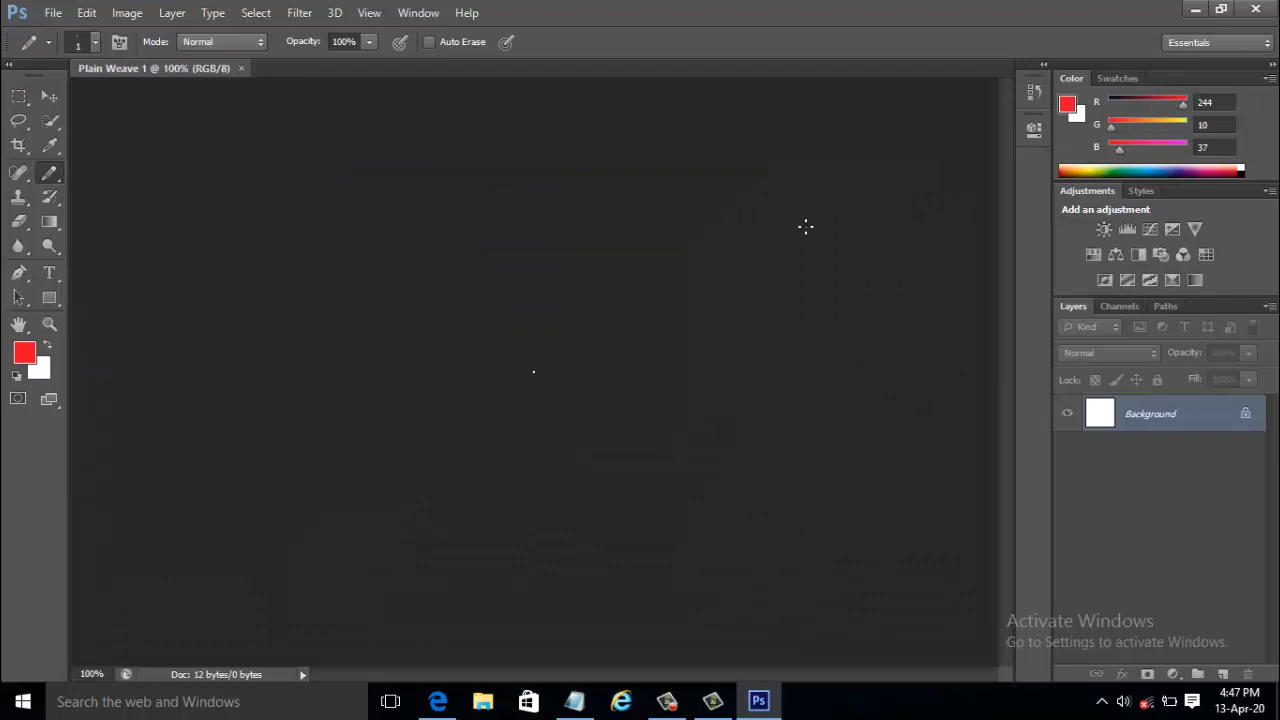 Ps File Edit Image Layer Type Select Filter 3D View Window Help
1 Mode: Normal Opacity: 100% Auto Erase Essentials
Plain Weave 1 @ 100% (RGB/8) ×
Color Swatches
R 244
G 10
B 37
Adjustments Styles
Add an adjustment
Layers Channels Paths
Kind
Normal Opacity: 100%
Lock: Fill: 100%
Background
Activate Windows
Go to Settings to activate Windows.
100% Doc: 12 bytes/0 bytes
Search the web and Windows
Ps
4:47 PM
13-Apr-20